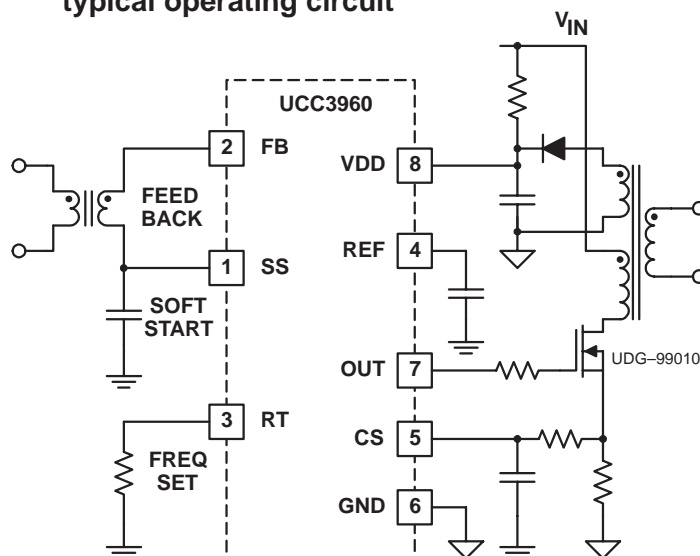 typical operating circuit
VIN
UCC3960
2 FB
VDD 8
FEED
BACK
REF 4
1 SS
SOFT
START
UDG–99010
OUT 7
3 RT
CS 5
FREQ
SET
GND 6